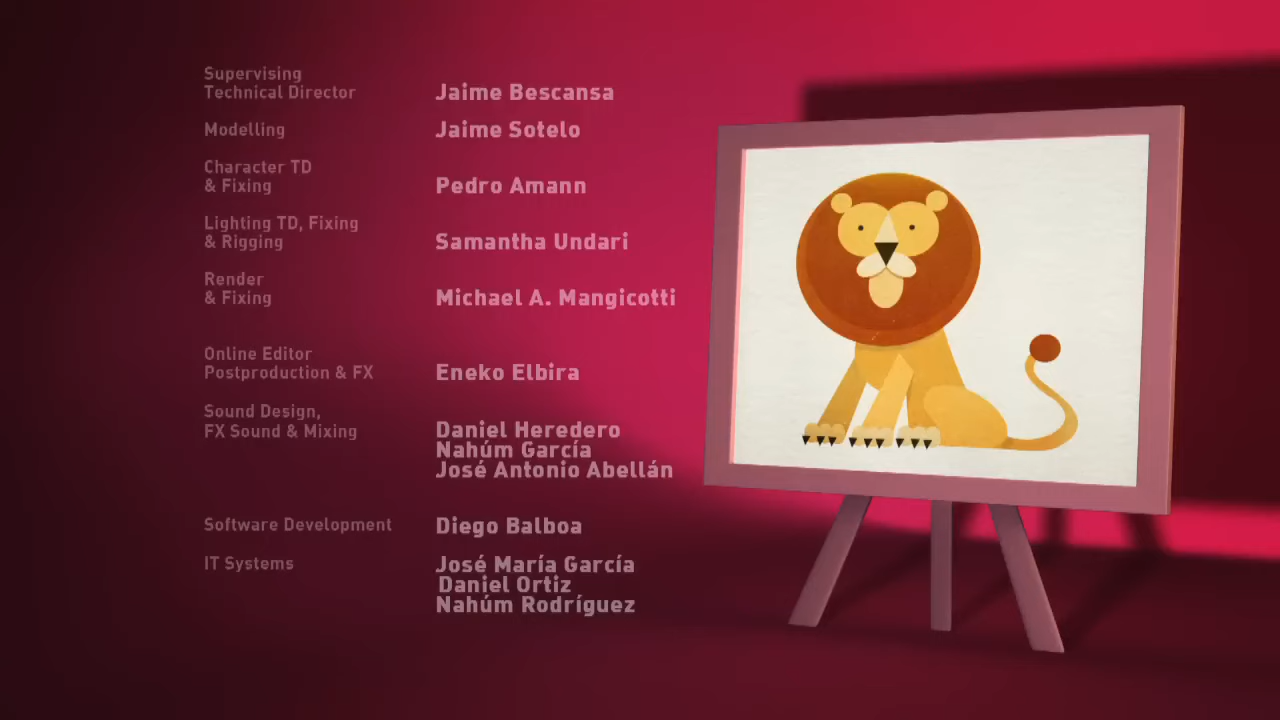 Supervising
Technical Director
Jaime Bescansa
Modelling
Jaime Sotelo
Character TD
& Fixing
Pedro Amann
Lighting TD, Fixing
& Rigging
Samantha Undari
Render
& Fixing
Michael A. Mangicotti
Online Editor
Postproduction & FX
Eneko Elbira
Sound Design,
FX Sound & Mixing
Daniel Heredero
Nahúm García
José Antonio Abellán
Software Development
Diego Balboa
IT Systems
José María García
Daniel Ortiz
Nahúm Rodríguez